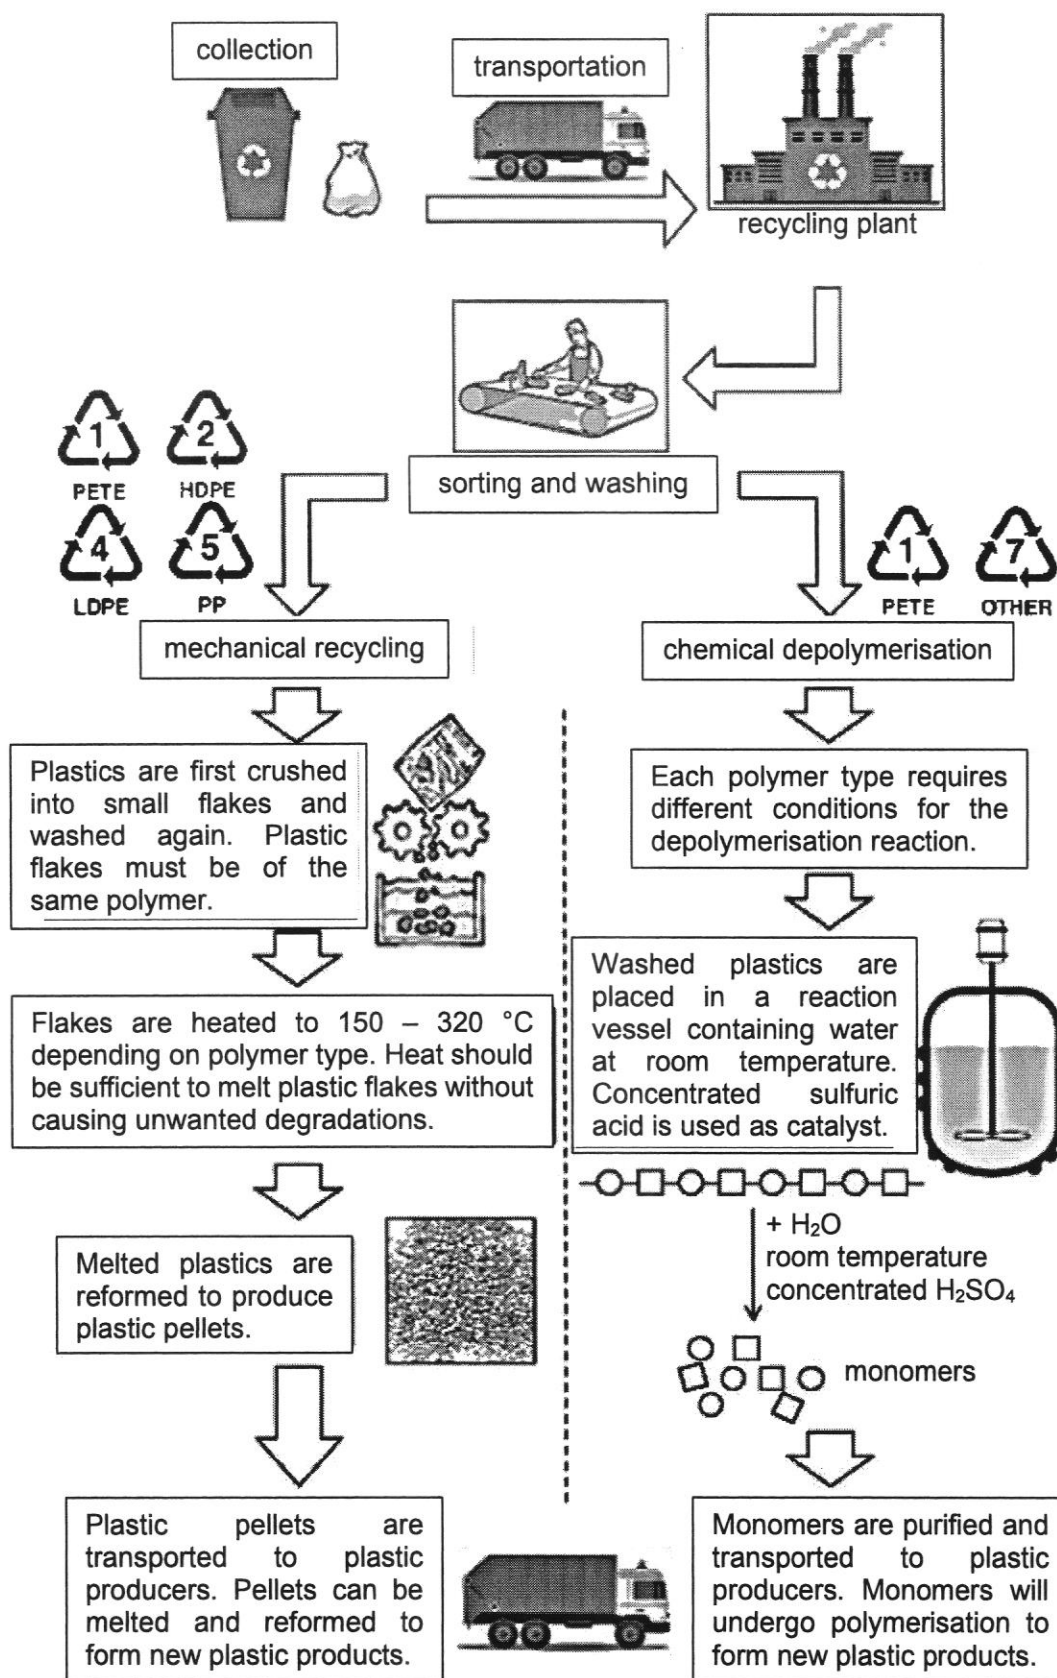 collection
transportation
recycling plant
sorting and washing
1
PETE
2
HDPE
4
LDPE
5
PP
1
PETE
7
OTHER
mechanical recycling
Plastics are first crushed
into small flakes and
washed again. Plastic
flakes must be of the
same polymer.
Flakes are heated to 150 – 320 °C
depending on polymer type. Heat should
be sufficient to melt plastic flakes without
causing unwanted degradations.
Melted plastics are
reformed to produce
plastic pellets.
Plastic pellets are
transported to plastic
producers. Pellets can be
melted and reformed to
form new plastic products.
chemical depolymerisation
Each polymer type requires
different conditions for the
depolymerisation reaction.
Washed plastics are
placed in a reaction
vessel containing water
at room temperature.
Concentrated sulfuric
acid is used as catalyst.
+ H₂O
room temperature
concentrated H₂SO₄
monomers
Monomers are purified and
transported to plastic
producers. Monomers will
undergo polymerisation to
form new plastic products.